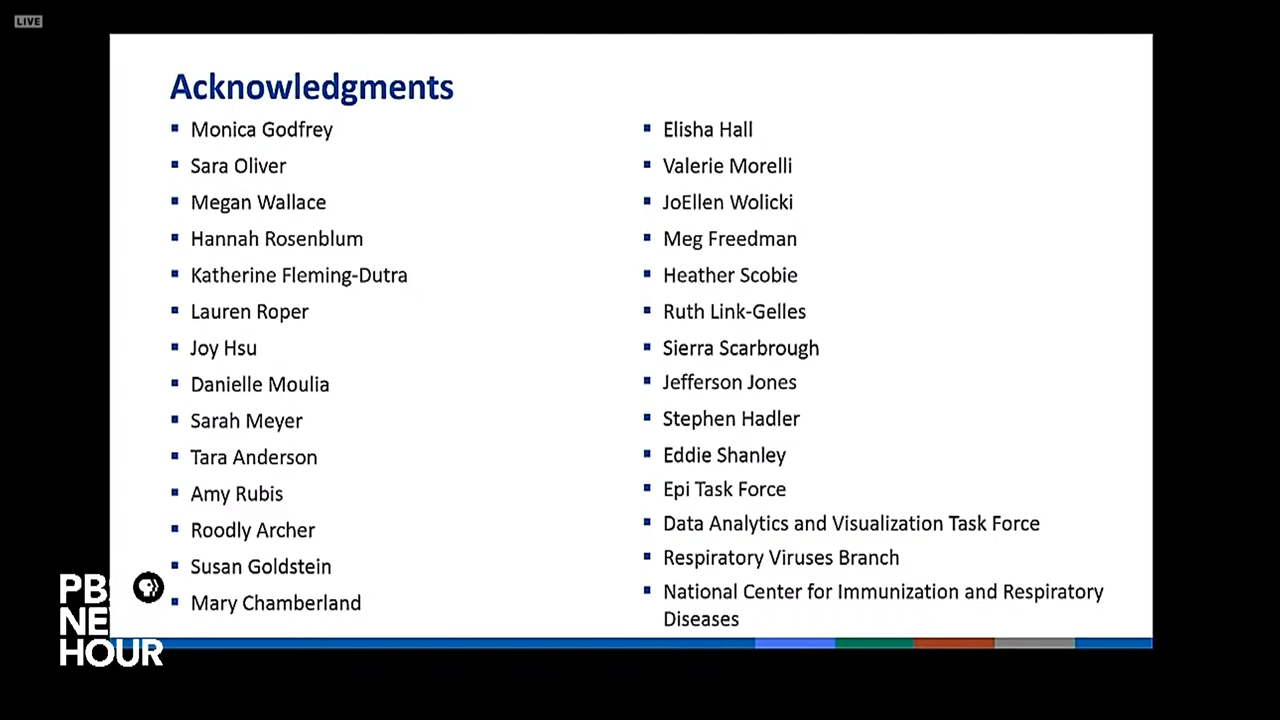 LIVE
Acknowledgments
Monica Godfrey
Sara Oliver
Megan Wallace
Hannah Rosenblum
Katherine Fleming-Dutra
Lauren Roper
Joy Hsu
Danielle Moulia
Sarah Meyer
Tara Anderson
Amy Rubis
Roodly Archer
Susan Goldstein
Mary Chamberland
Elisha Hall
Valerie Morelli
JoEllen Wolicki
Meg Freedman
Heather Scobie
Ruth Link-Gelles
Sierra Scarbrough
Jefferson Jones
Stephen Hadler
Eddie Shanley
Epi Task Force
Data Analytics and Visualization Task Force
Respiratory Viruses Branch
National Center for Immunization and Respiratory
Diseases
PB
NE
HOUR